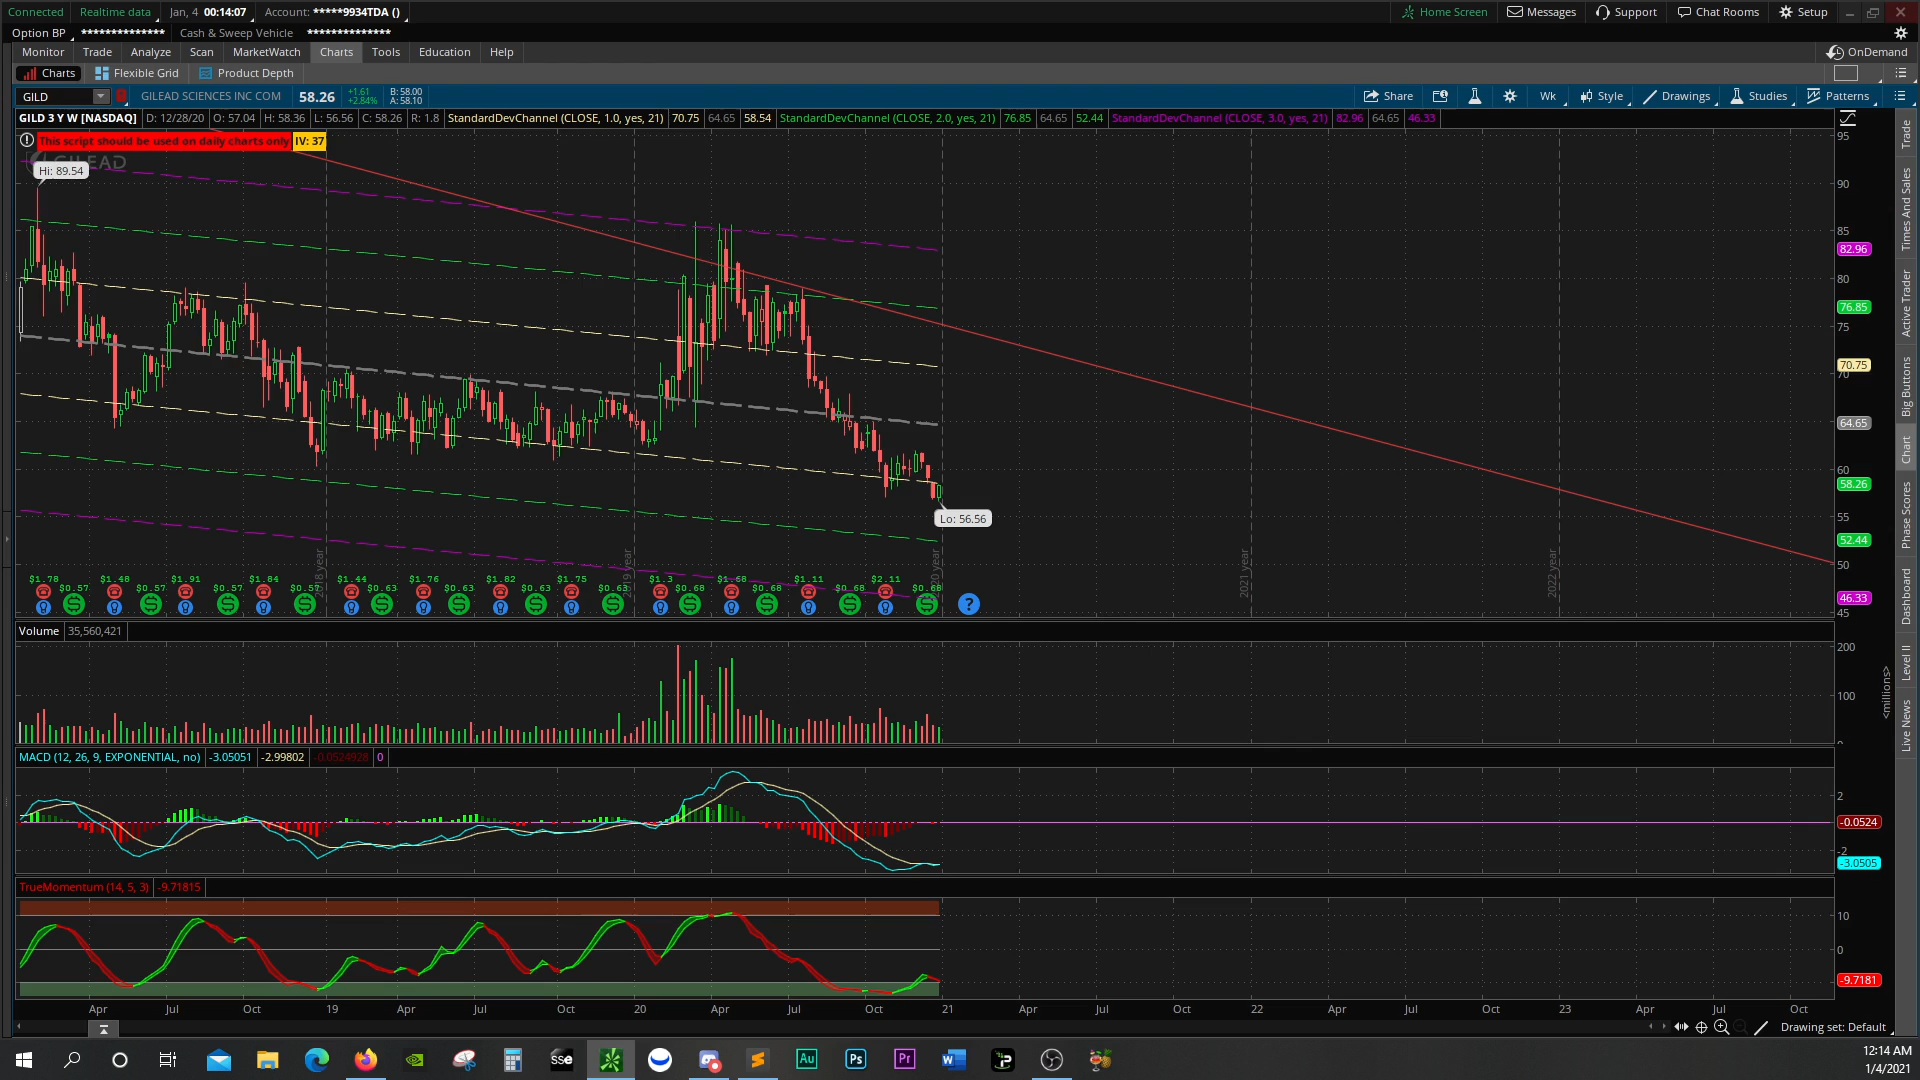 Connected Realtime data Jan, 4 00:14:07 Account: *****9934TDA () Home Screen Messages Support Chat Rooms Setup
Option BP ************** Cash & Sweep Vehicle **************
Monitor Trade Analyze Scan MarketWatch Charts Tools Education Help OnDemand
Charts Flexible Grid Product Depth
GILD GILEAD SCIENCES INC COM 58.26 +1.61 +2.84% B: 58.00 A: 58.10 Share Wk Style Drawings Studies Patterns
GILD 3 Y W [NASDAQ] D: 12/28/20 O: 57.04 H: 58.36 L: 56.56 C: 58.26 R: 1.8 StandardDevChannel (CLOSE, 1.0, yes, 21) 70.75 64.65 58.54 StandardDevChannel (CLOSE, 2.0, yes, 21) 76.85 64.65 52.44 StandardDevChannel (CLOSE, 3.0, yes, 21) 82.96 64.65 46.33
This script should be used on daily charts only IV: 37
GILEAD
Hi: 89.54
Lo: 56.56
95
90
85
82.96
80
76.85
75
70.75
70
64.65
60
58.26
55
52.44
50
46.33
45
2019 year 2020 year 2021 year 2022 year
$1.78 $1.48 $1.91 $1.84 $1.44 $1.76 $1.82 $1.75 $1.3 $1.68 $1.11 $2.11
$0.57 $0.57 $0.57 $0.57 $0.63 $0.63 $0.63 $0.63 $0.68 $0.68 $0.68 $0.68
?
Volume 35,560,421
200
100
0
<millions>
MACD (12, 26, 9, EXPONENTIAL, no) -3.05051 -2.99802 -0.0524928 0
2
-0.0524
-2
-3.0505
TrueMomentum (14, 5, 3) -9.71815
10
0
-9.7181
Apr Jul Oct 19 Apr Jul Oct 20 Apr Jul Oct 21 Apr Jul Oct 22 Apr Jul Oct 23 Apr Jul Oct
Drawing set: Default
Trade
Times And Sales
Active Trader
Big Buttons
Chart
Phase Scores
Dashboard
Level II
Live News
sse Au Ps Pr W
12:14 AM
1/4/2021